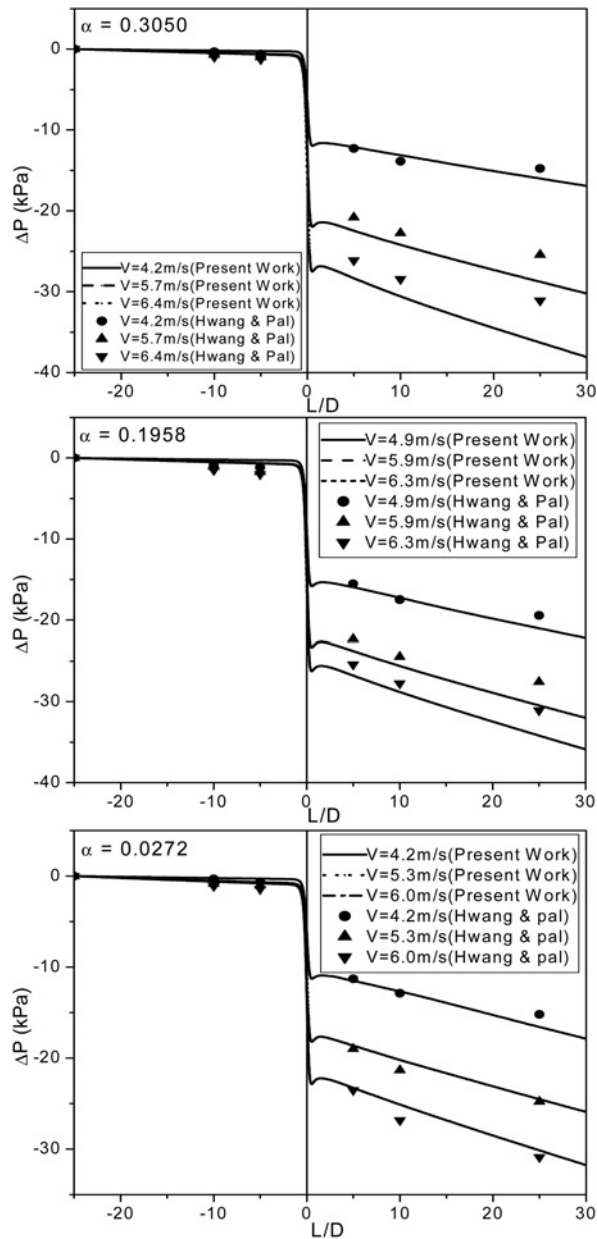 α = 0.3050
0
-10
-20
-30
-40
ΔP (kPa)
V=4.2m/s(Present Work)
V=5.7m/s(Present Work)
V=6.4m/s(Present Work)
V=4.2m/s(Hwang & Pal)
V=5.7m/s(Hwang & Pal)
V=6.4m/s(Hwang & Pal)
-20 -10 0 10 20 30
L/D
α = 0.1958
0
-10
-20
-30
-40
ΔP (kPa)
V=4.9m/s(Present Work)
V=5.9m/s(Present Work)
V=6.3m/s(Present Work)
V=4.9m/s(Hwang & Pal)
V=5.9m/s(Hwang & Pal)
V=6.3m/s(Hwang & Pal)
-20 -10 0 10 20 30
L/D
α = 0.0272
0
-10
-20
-30
ΔP (kPa)
V=4.2m/s(Present Work)
V=5.3m/s(Present Work)
V=6.0m/s(Present Work)
V=4.2m/s(Hwang & pal)
V=5.3m/s(Hwang & pal)
V=6.0m/s(Hwang & pal)
-20 -10 0 10 20 30
L/D